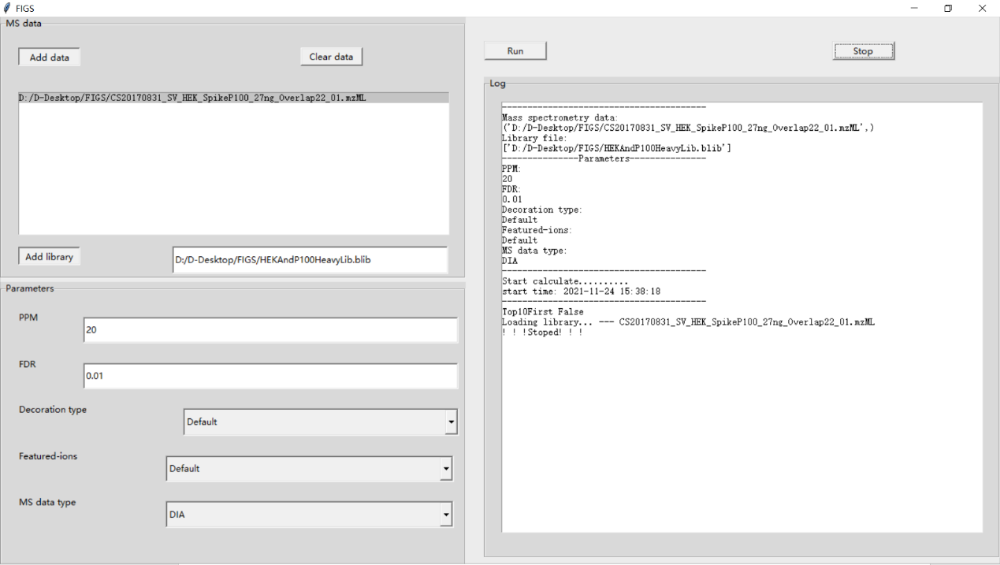 FIGS
MS data
Add data
Clear data
D:/D-Desktop/FIGS/CS20170831_SV_HEK_SpikeP100_27ng_Overlap22_01.mzML
Add library
D:/D-Desktop/FIGS/HEKAndP100HeavyLib.blib
Parameters
PPM
20
FDR
0.01
Decoration type
Default
Featured-ions
Default
MS data type
DIA
Run
Stop
Log
----------------------------------------
Mass spectrometry data:
('D:/D-Desktop/FIGS/CS20170831_SV_HEK_SpikeP100_27ng_Overlap22_01.mzML',)
Library file:
['D:/D-Desktop/FIGS/HEKAndP100HeavyLib.blib']
---------------Parameters---------------
PPM:
20
FDR:
0.01
Decoration type:
Default
Featured-ions:
Default
MS data type:
DIA
----------------------------------------
Start calculate..........
start time: 2021-11-24 15:38:18
----------------------------------------
Top10First False
Loading library... --- CS20170831_SV_HEK_SpikeP100_27ng_Overlap22_01.mzML
! ! !Stoped! ! !